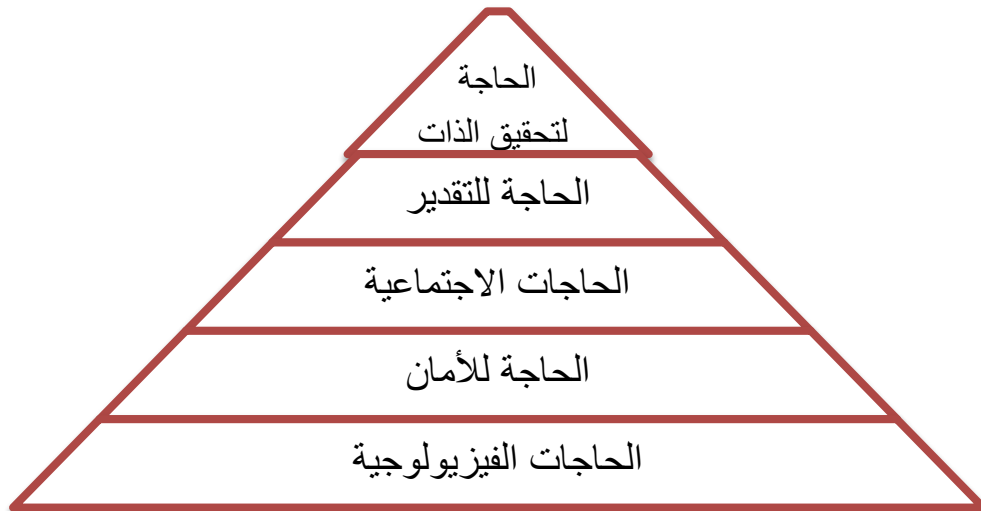 الحاجة
لتحقيق الذات
الحاجة للتقدير
الحاجات الاجتماعية
الحاجة للأمان
الحاجات الفيزيولوجية